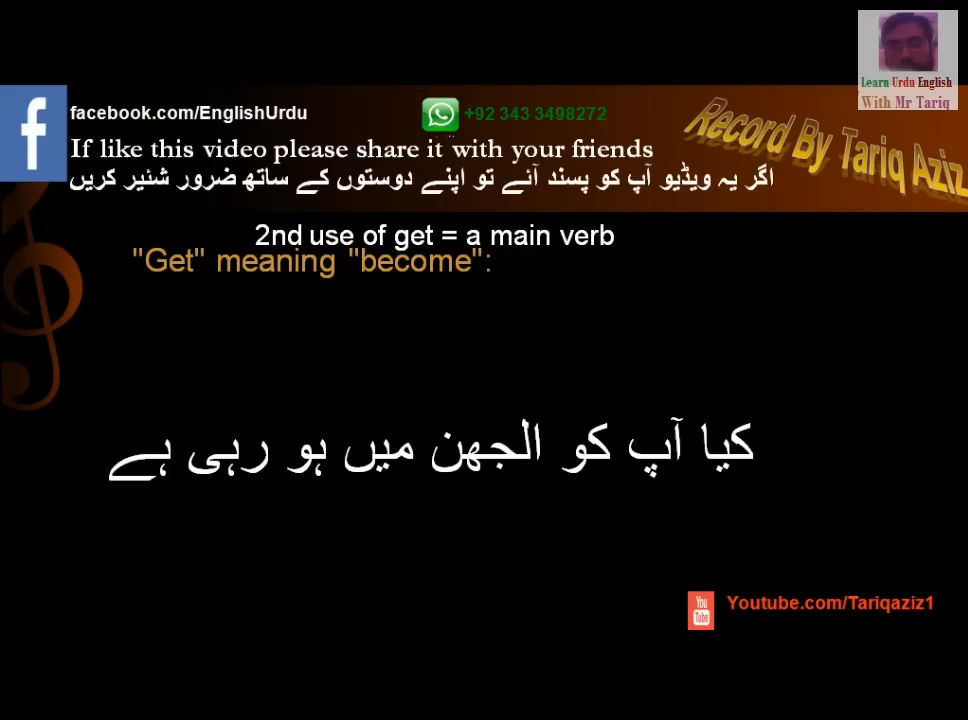 Learn Urdu English
With Mr Tariq
facebook.com/EnglishUrdu
+92 343 3498272
Record By Tariq Aziz
If like this video please share it with your friends
اگر یہ ویڈیو آپ کو پسند آئے تو اپنے دوستوں کے ساتھ ضرور شئیر کریں
2nd use of get = a main verb
"Get" meaning "become":
کیا آپ کو الجھن میں ہو رہی ہے
You
Tube
Youtube.com/Tariqaziz1